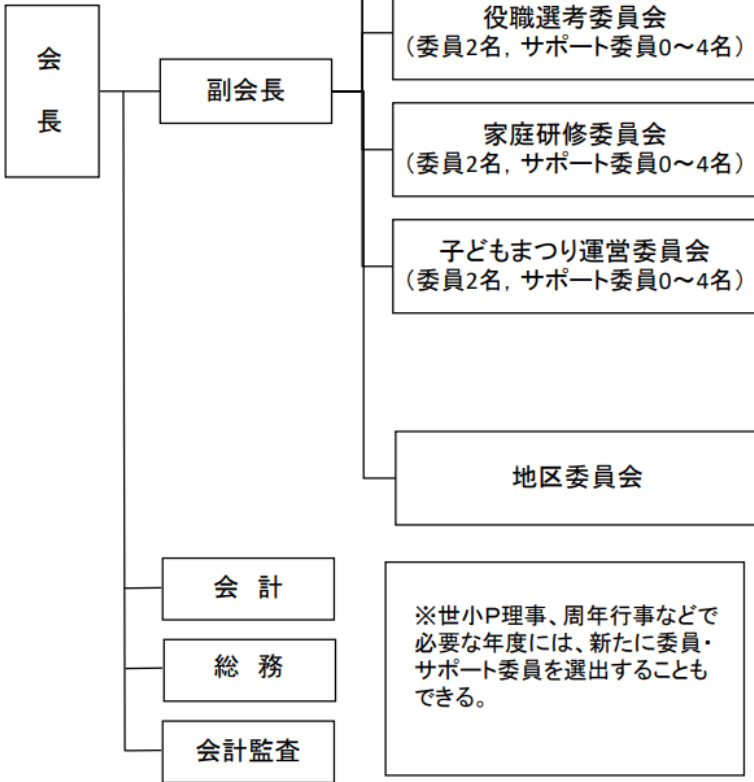 会
長
副会長
役職選考委員会
（委員2名，サポート委員0～4名）
家庭研修委員会
（委員2名，サポート委員0～4名）
子どもまつり運営委員会
（委員2名，サポート委員0～4名）
地区委員会
会　計
総　務
会計監査
※世小Ｐ理事、周年行事などで
必要な年度には、新たに委員・
サポート委員を選出することも
できる。